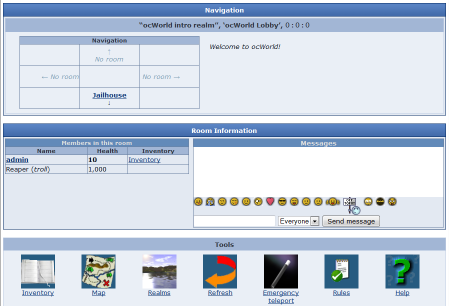 Navigation
"ocWorld intro realm", 'ocWorld Lobby', 0 : 0 : 0
Navigation
↑
No room
← No room
No room →
Jailhouse
↓
Welcome to ocWorld!
Room Information
Members in this room
Name Health Inventory
admin 10 Inventory
Reaper (troll) 1,000
Messages
Everyone
Send message
Tools
Inventory
Map
Realms
Refresh
Emergency
teleport
Rules
Help